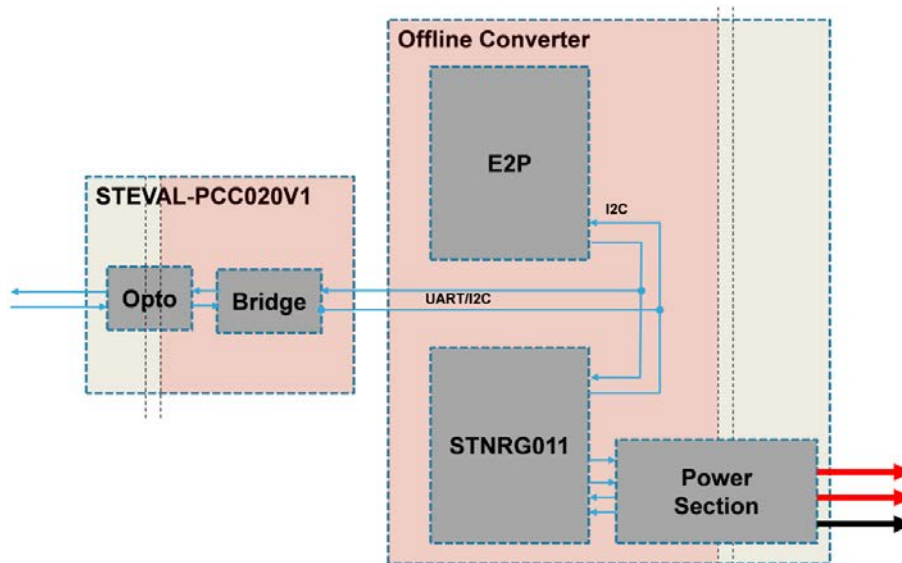 Offline Converter
E2P
STEVAL-PCC020V1
I2C
Opto
Bridge
UART/I2C
STNRG011
Power
Section